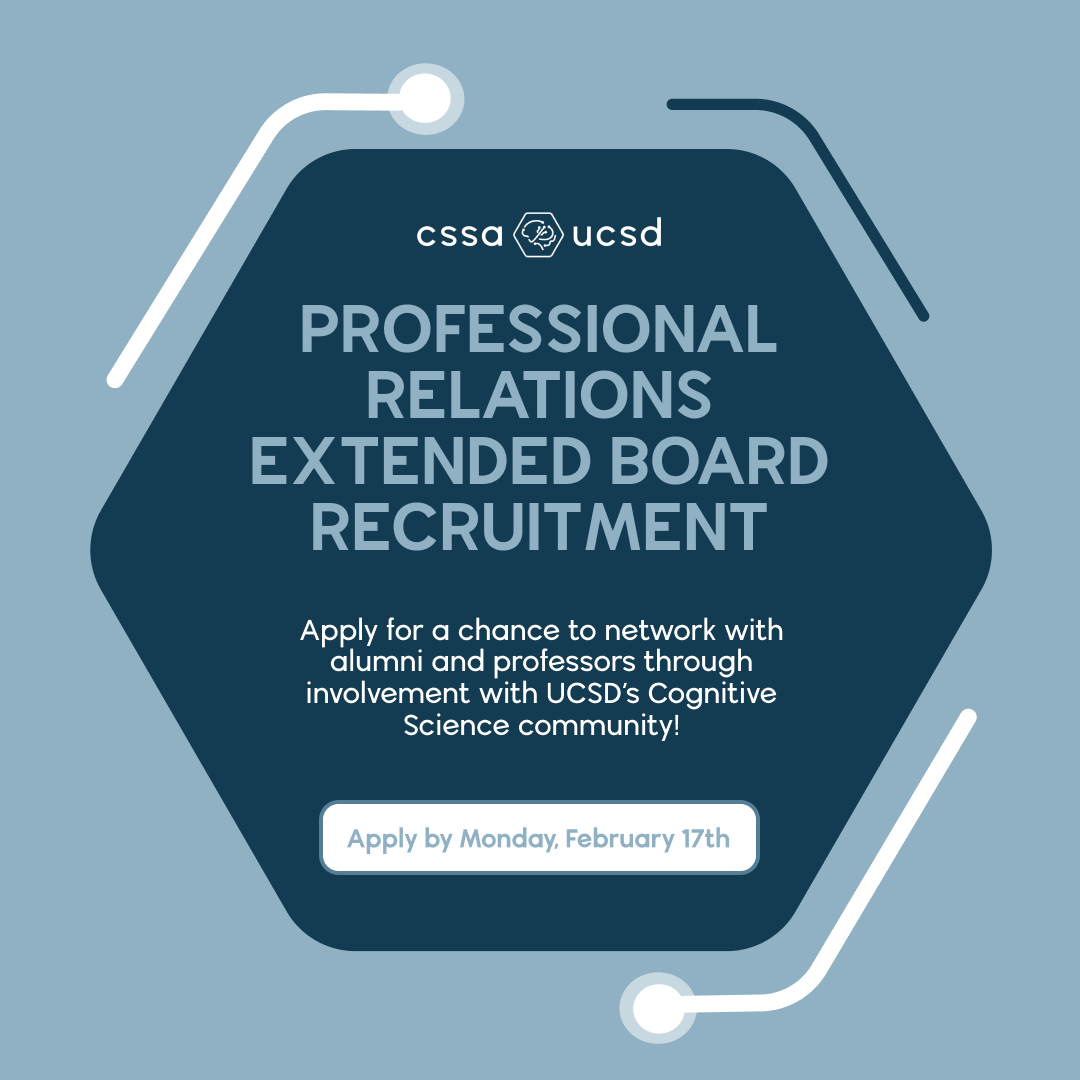 cssa ucsd
PROFESSIONAL
RELATIONS
EXTENDED BOARD
RECRUITMENT
Apply for a chance to network with
alumni and professors through
involvement with UCSD's Cognitive
Science community!
Apply by Monday, February 17th